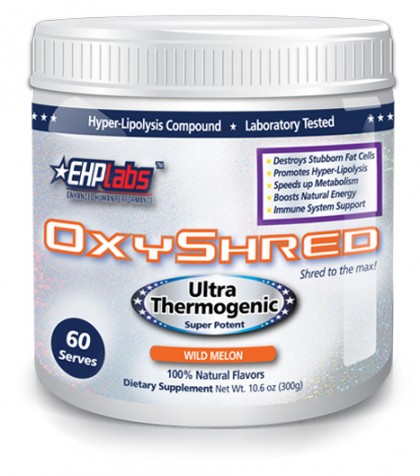 Hyper-Lipolysis Compound ★ Laboratory Tested
EHPLabs™
ENHANCED HUMAN PERFORMANCE
• Destroys Stubborn Fat Cells
• Promotes Hyper-Lipolysis
• Speeds up Metabolism
• Boosts Natural Energy
• Immune System Support
OXYSHRED
Shred to the max!
Ultra
Thermogenic
Super Potent
60
Serves
WILD MELON
100% Natural Flavors
Dietary Supplement Net Wt. 10.6 oz (300g)